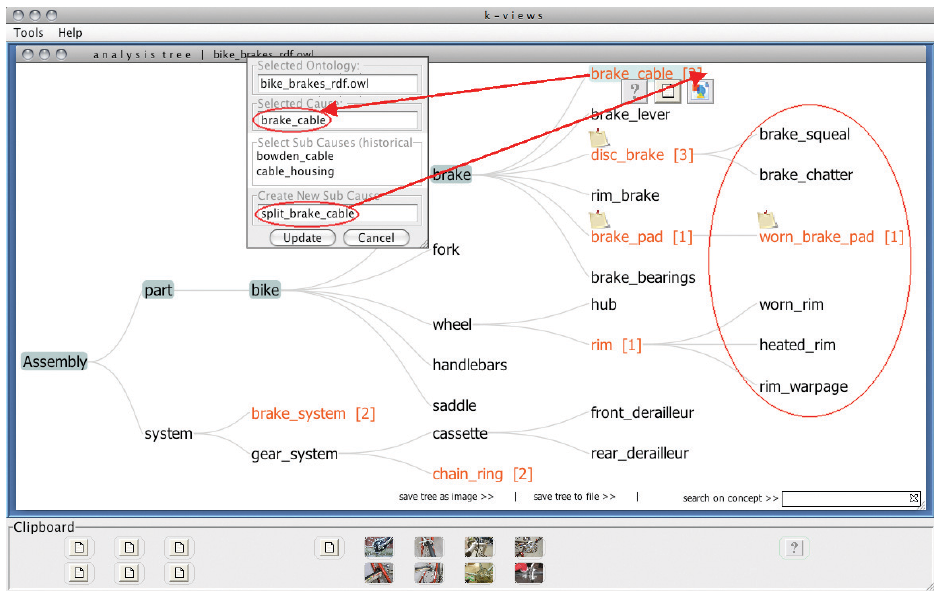 k-views
Tools Help
analysis tree | bike_brakes_rdf.owl
Selected Ontology:
bike_brakes_rdf.owl
Selected Cause:
brake_cable
Select Sub Causes (historical
bowden_cable
cable_housing
Create New Sub Cause
split_brake_cable
Update Cancel
brake_cable
?
brake_lever
disc_brake [3]
brake_squeal
brake_chatter
brake
rim_brake
brake_pad [1]
worn_brake_pad [1]
brake_bearings
fork
part
bike
hub
worn_rim
wheel
rim [1]
heated_rim
Assembly
handlebars
rim_warpage
saddle
brake_system [2]
front_derailleur
system
cassette
gear_system
rear_derailleur
chain_ring [2]
save tree as image >> | save tree to file >> | search on concept >>
Clipboard
?